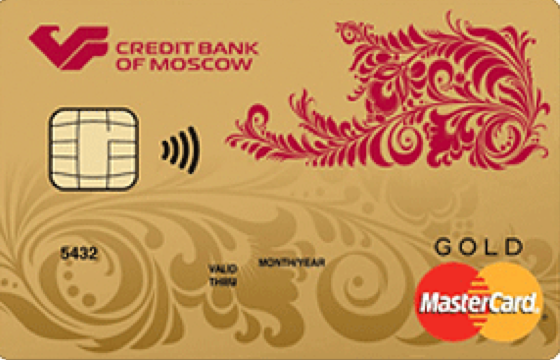 CREDIT BANK
OF MOSCOW
5432
VALID
THRU
MONTH/YEAR
GOLD
MasterCard